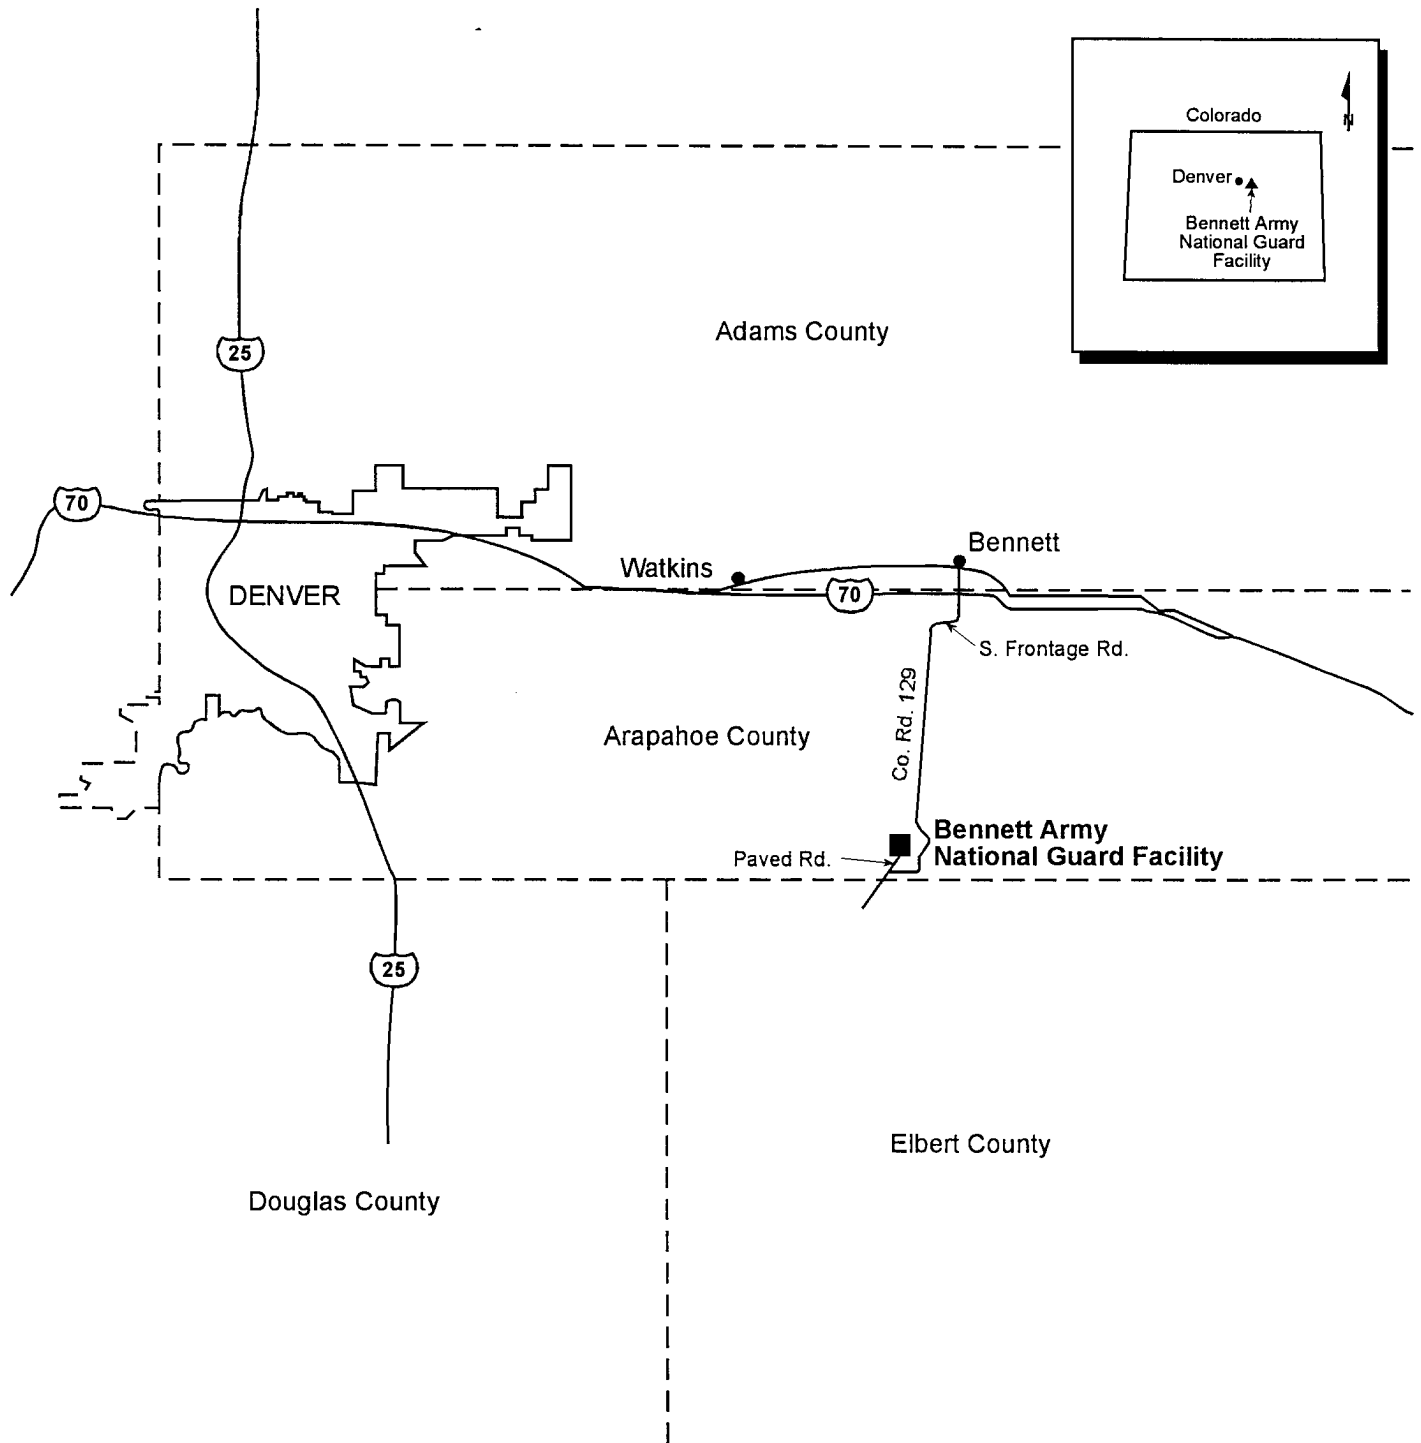 Colorado
N
Denver
Bennett Army
National Guard
Facility
Adams County
25
70
Bennett
Watkins
DENVER
70
S. Frontage Rd.
Co. Rd. 129
Arapahoe County
Bennett Army
National Guard Facility
Paved Rd.
25
Elbert County
Douglas County